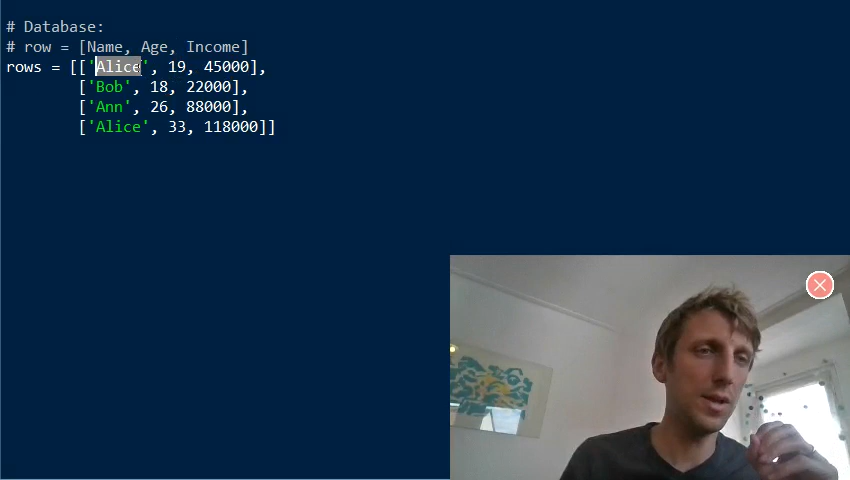 # Database:
# row = [Name, Age, Income]
rows = [['Alice', 19, 45000],
['Bob', 18, 22000],
['Ann', 26, 88000],
['Alice', 33, 118000]]